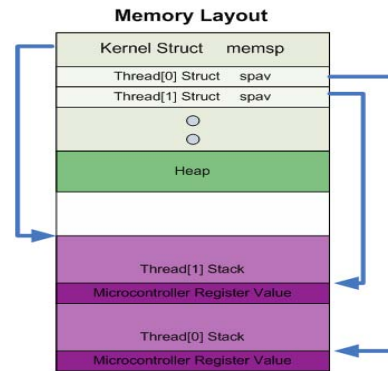 Memory Layout
Kernel Struct memsp
Thread[0] Struct spav
Thread[1] Struct spav
Heap
Thread[1] Stack
Microcontroller Register Value
Thread[0] Stack
Microcontroller Register Value